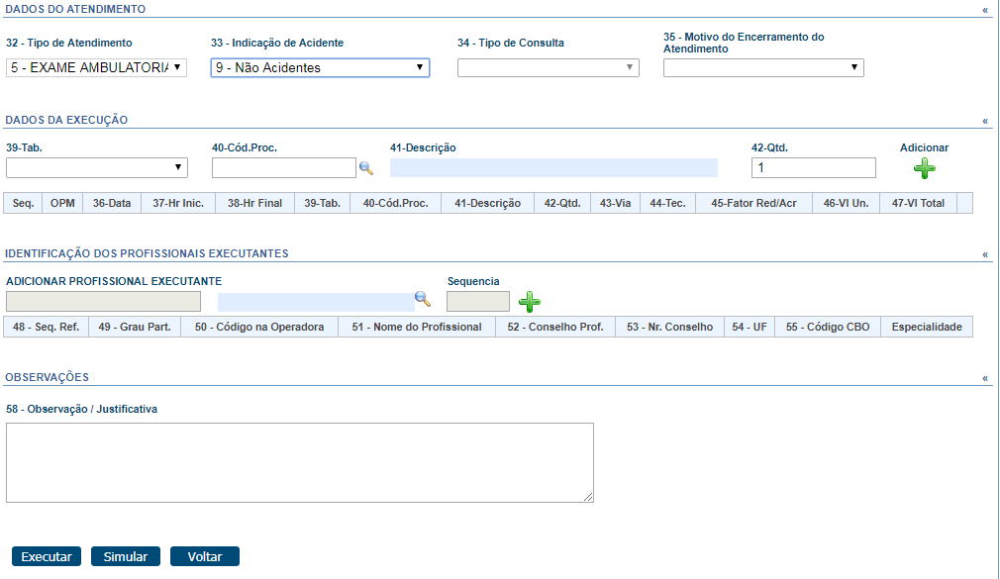 DADOS DO ATENDIMENTO «
32 - Tipo de Atendimento 33 - Indicação de Acidente 34 - Tipo de Consulta 35 - Motivo do Encerramento do
Atendimento
5 - EXAME AMBULATORIA 9 - Não Acidentes
DADOS DA EXECUÇÃO «
39-Tab. 40-Cód.Proc. 41-Descrição 42-Qtd. Adicionar
1
Seq. OPM 36-Data 37-Hr Inic. 38-Hr Final 39-Tab. 40-Cód.Proc. 41-Descrição 42-Qtd. 43-Via 44-Tec. 45-Fator Red/Acr 46-Vl Un. 47-Vl Total
IDENTIFICAÇÃO DOS PROFISSIONAIS EXECUTANTES «
ADICIONAR PROFISSIONAL EXECUTANTE Sequencia
48 - Seq. Ref. 49 - Grau Part. 50 - Código na Operadora 51 - Nome do Profissional 52 - Conselho Prof. 53 - Nr. Conselho 54 - UF 55 - Código CBO Especialidade
OBSERVAÇÕES «
58 - Observação / Justificativa
Executar Simular Voltar